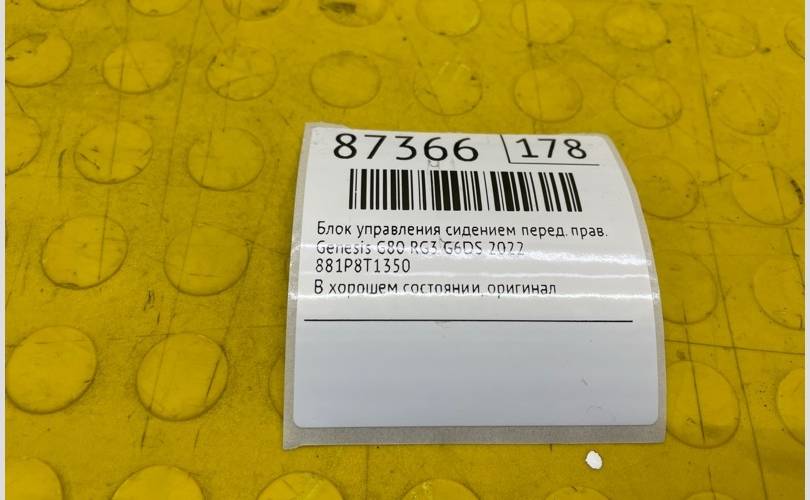 87366 178
Блок управления сидением перед. прав.
Genesis G80 RG3 G6DS 2022
881P8T1350
В хорошем состоянии, оригинал